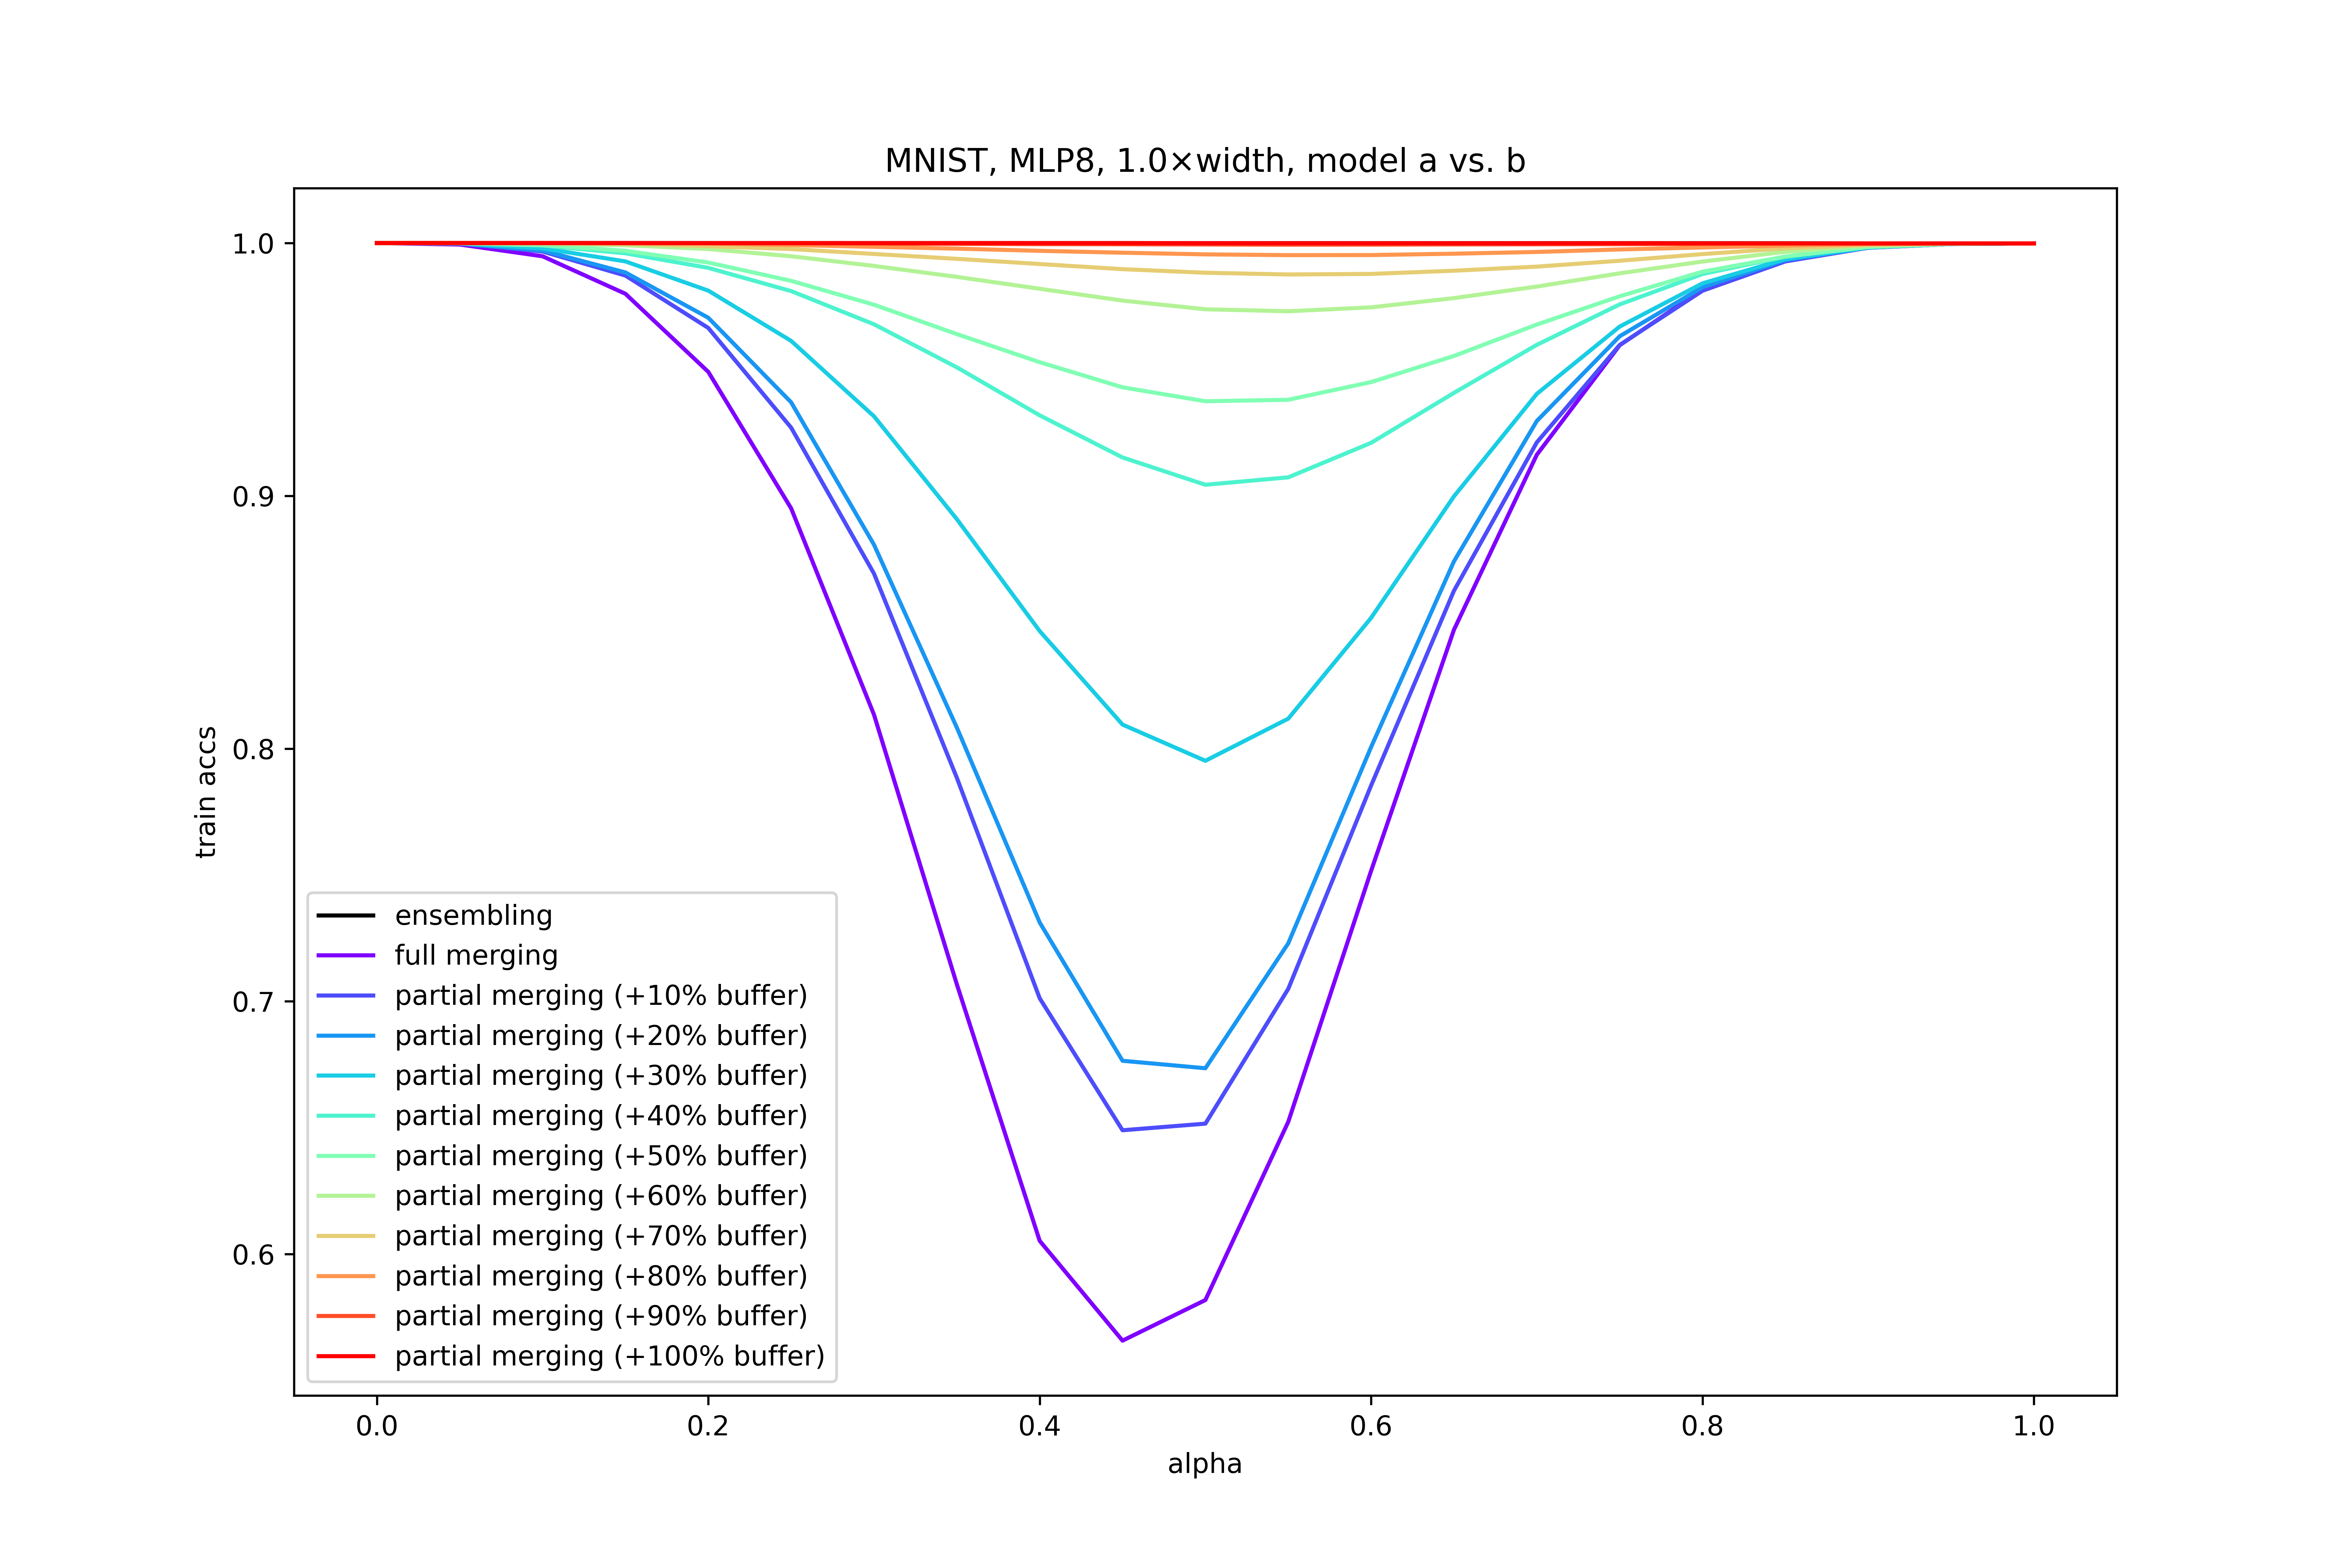 MNIST, MLP8, 1.0×width, model a vs. b
train accs
1.0
0.9
0.8
0.7
0.6
ensembling
full merging
partial merging (+10% buffer)
partial merging (+20% buffer)
partial merging (+30% buffer)
partial merging (+40% buffer)
partial merging (+50% buffer)
partial merging (+60% buffer)
partial merging (+70% buffer)
partial merging (+80% buffer)
partial merging (+90% buffer)
partial merging (+100% buffer)
0.0 0.2 0.4 0.6 0.8 1.0
alpha